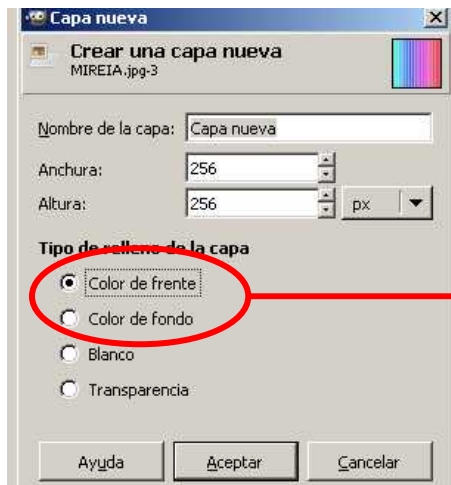 Capa nueva
Crear una capa nueva
MIREIA.jpg-3
Nombre de la capa: Capa nueva
Anchura: 256
Altura: 256 px
Tipo de relleno de la capa
Color de frente
Color de fondo
Blanco
Transparencia
Ayuda Aceptar Cancelar